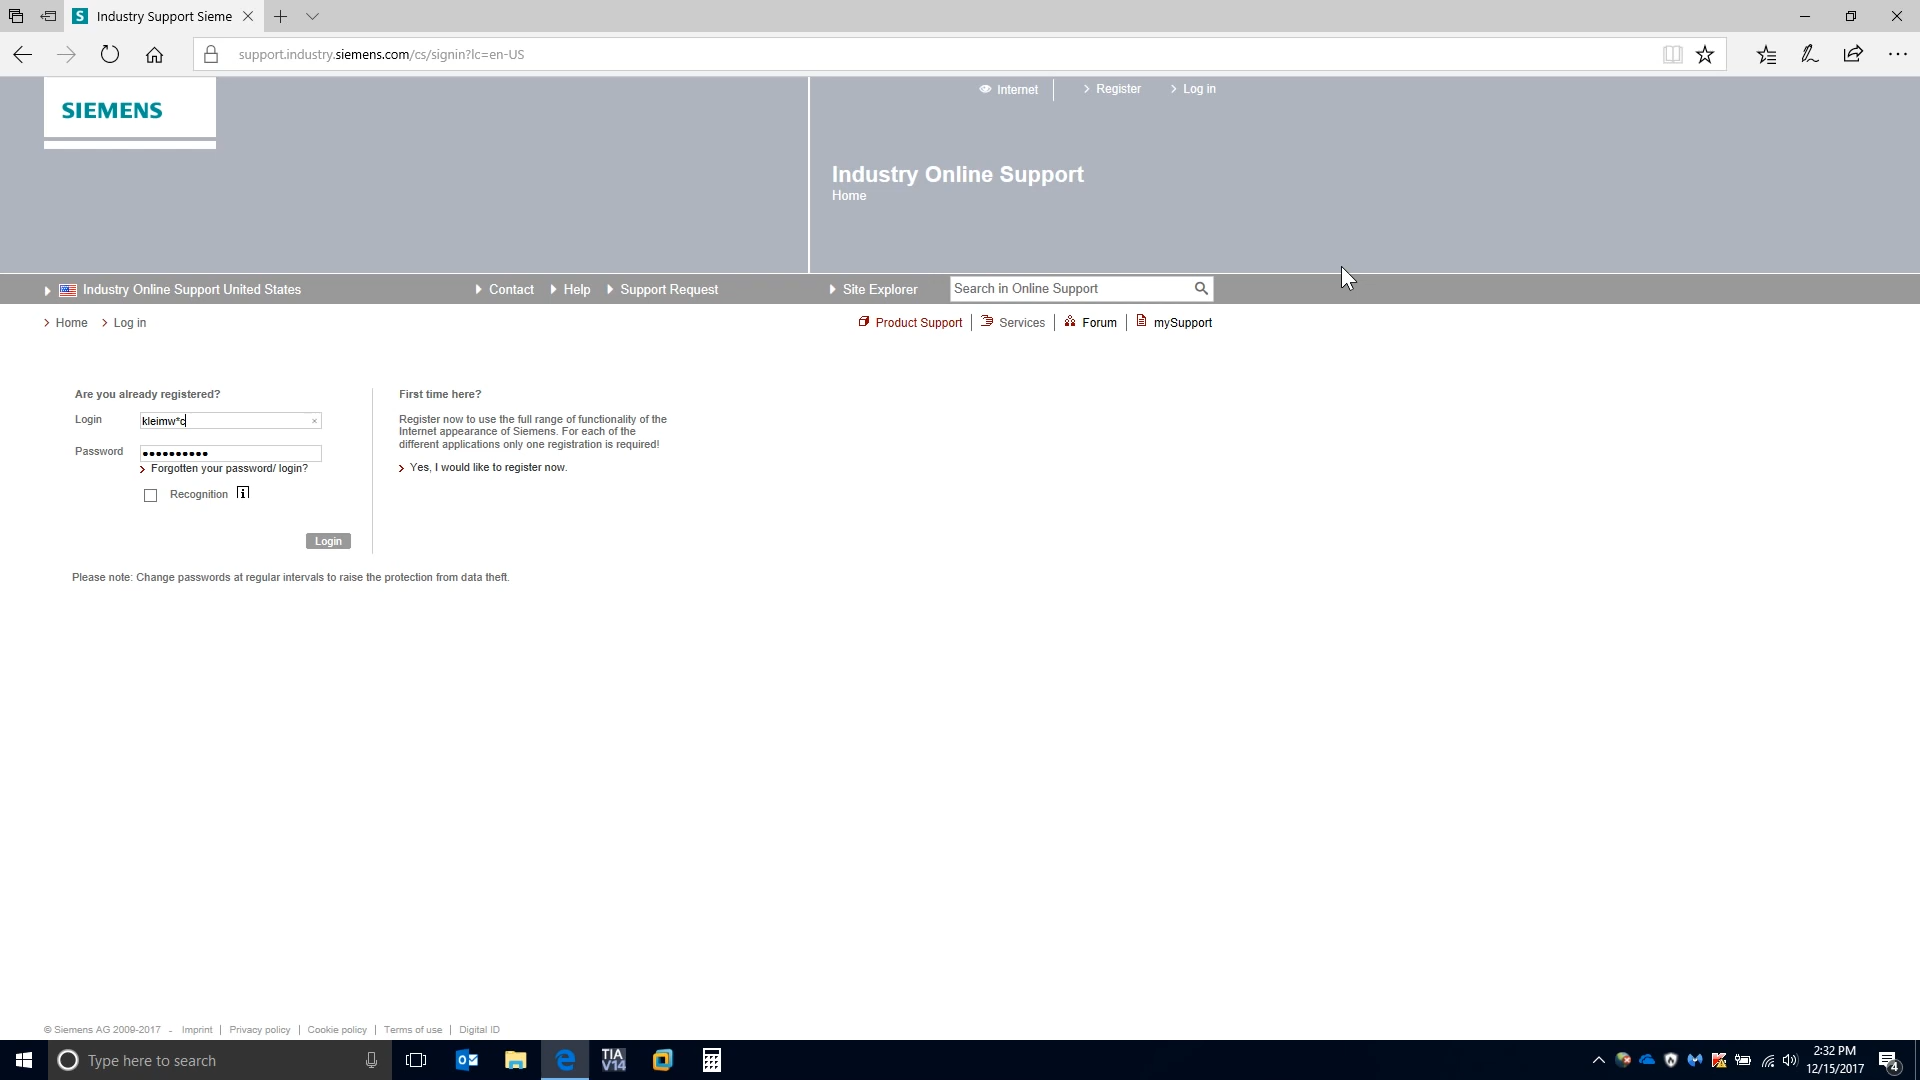 Industry Support Sieme
support.industry.siemens.com/cs/signin?lc=en-US
SIEMENS
Internet
Register
Log in
Industry Online Support
Home
Industry Online Support United States
Contact
Help
Support Request
Site Explorer
Search in Online Support
Home
Log in
Product Support
Services
Forum
mySupport
Are you already registered?
Login
kleimw*c
Password
Forgotten your password/ login?
Recognition
Login
First time here?
Register now to use the full range of functionality of the
Internet appearance of Siemens. For each of the
different applications only one registration is required!
Yes, I would like to register now.
Please note: Change passwords at regular intervals to raise the protection from data theft.
© Siemens AG 2009-2017 - Imprint | Privacy policy | Cookie policy | Terms of use | Digital ID
Type here to search
TIA
V14
2:32 PM
12/15/2017
4